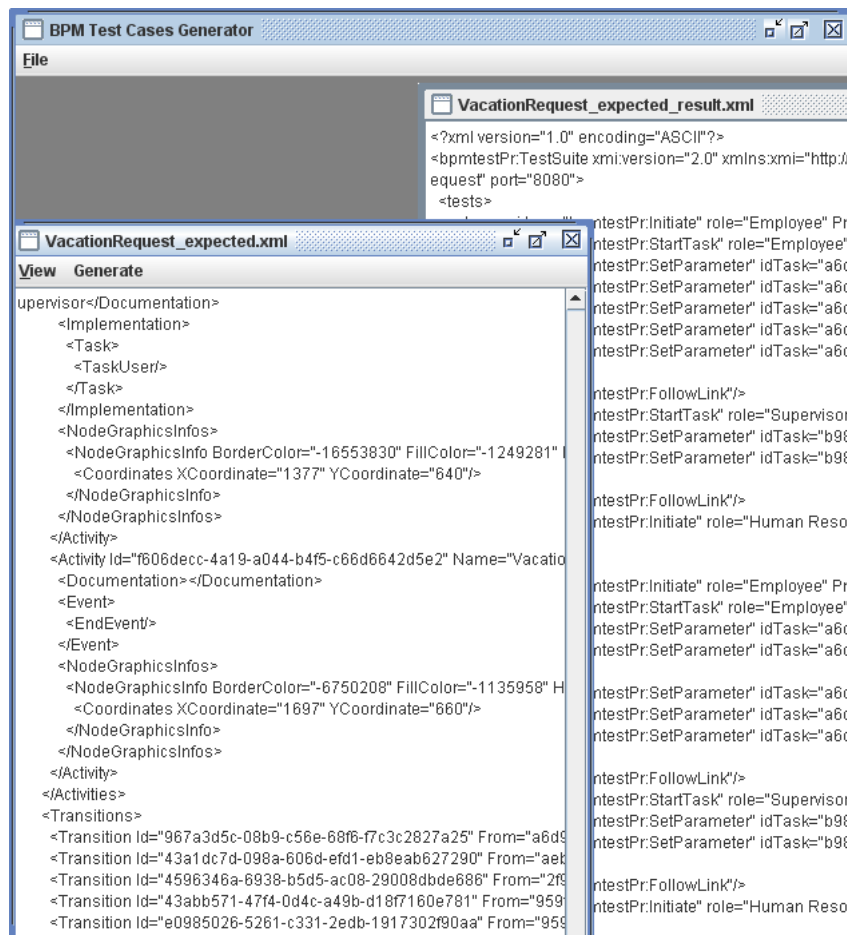 BPM Test Cases Generator
File
VacationRequest_expected_result.xml
<?xml version="1.0" encoding="ASCII"?>
<bpmtestPr:TestSuite xmi:version="2.0" xmlns:xmi="http:/
equest" port="8080">
<tests>
mtestPr:Initiate" role="Employee" Pr
ntestPr:StartTask" role="Employee"
ntestPr:SetParameter" idTask="a6d
ntestPr:SetParameter" idTask="a6d
ntestPr:SetParameter" idTask="a6d
ntestPr:SetParameter" idTask="a6d
ntestPr:SetParameter" idTask="a6d
ntestPr:FollowLink"/>
ntestPr:StartTask" role="Supervisor
ntestPr:SetParameter" idTask="b98
ntestPr:SetParameter" idTask="b98
ntestPr:FollowLink"/>
ntestPr:Initiate" role="Human Reso
ntestPr:Initiate" role="Employee" Pr
ntestPr:StartTask" role="Employee"
ntestPr:SetParameter" idTask="a6d
ntestPr:SetParameter" idTask="a6d
ntestPr:SetParameter" idTask="a6d
ntestPr:SetParameter" idTask="a6d
ntestPr:SetParameter" idTask="a6d
ntestPr:FollowLink"/>
ntestPr:StartTask" role="Supervisor
ntestPr:SetParameter" idTask="b98
ntestPr:SetParameter" idTask="b98
ntestPr:FollowLink"/>
ntestPr:Initiate" role="Human Reso
VacationRequest_expected.xml
View Generate
upervisor</Documentation>
<Implementation>
<Task>
<TaskUser/>
</Task>
</Implementation>
<NodeGraphicsInfos>
<NodeGraphicsInfo BorderColor="-16553830" FillColor="-1249281"
<Coordinates XCoordinate="1377" YCoordinate="640"/>
</NodeGraphicsInfo>
</NodeGraphicsInfos>
</Activity>
<Activity Id="f606decc-4a19-a044-b4f5-c66d6642d5e2" Name="Vacatio
<Documentation></Documentation>
<Event>
<EndEvent/>
</Event>
<NodeGraphicsInfos>
<NodeGraphicsInfo BorderColor="-6750208" FillColor="-1135958" H
<Coordinates XCoordinate="1697" YCoordinate="660"/>
</NodeGraphicsInfo>
</NodeGraphicsInfos>
</Activity>
</Activities>
<Transitions>
<Transition Id="967a3d5c-08b9-c56e-68f6-f7c3c2827a25" From="a6d9
<Transition Id="43a1dc7d-098a-606d-efd1-eb8eab627290" From="aeb
<Transition Id="4596346a-6938-b5d5-ac08-29008dbde686" From="2f9
<Transition Id="43abb571-47f4-0d4c-a49b-d18f7160e781" From="959
<Transition Id="e0985026-5261-c331-2edb-1917302f90aa" From="959